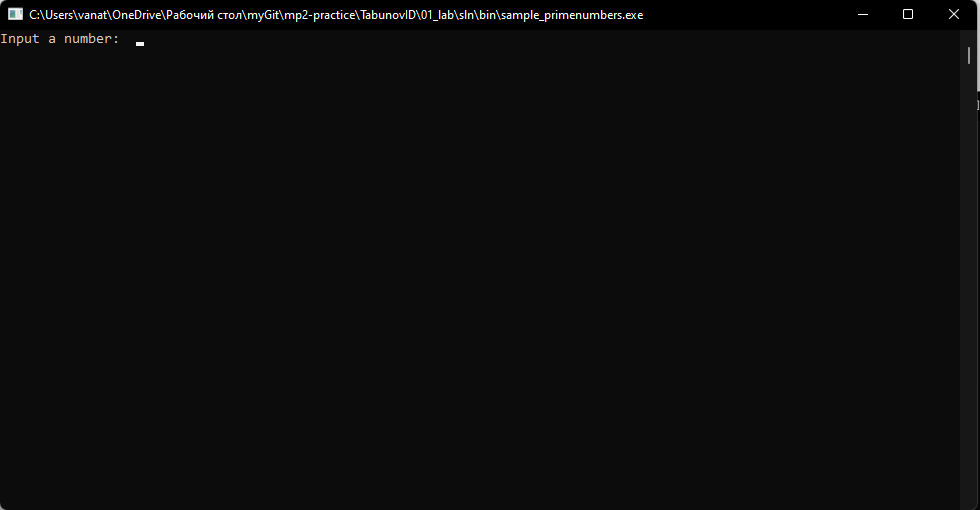 C:\Users\vanat\OneDrive\Рабочий стол\myGit\mp2-practice\TabunovID\01_lab\sln\bin\sample_primenumbers.exe
Input a number: